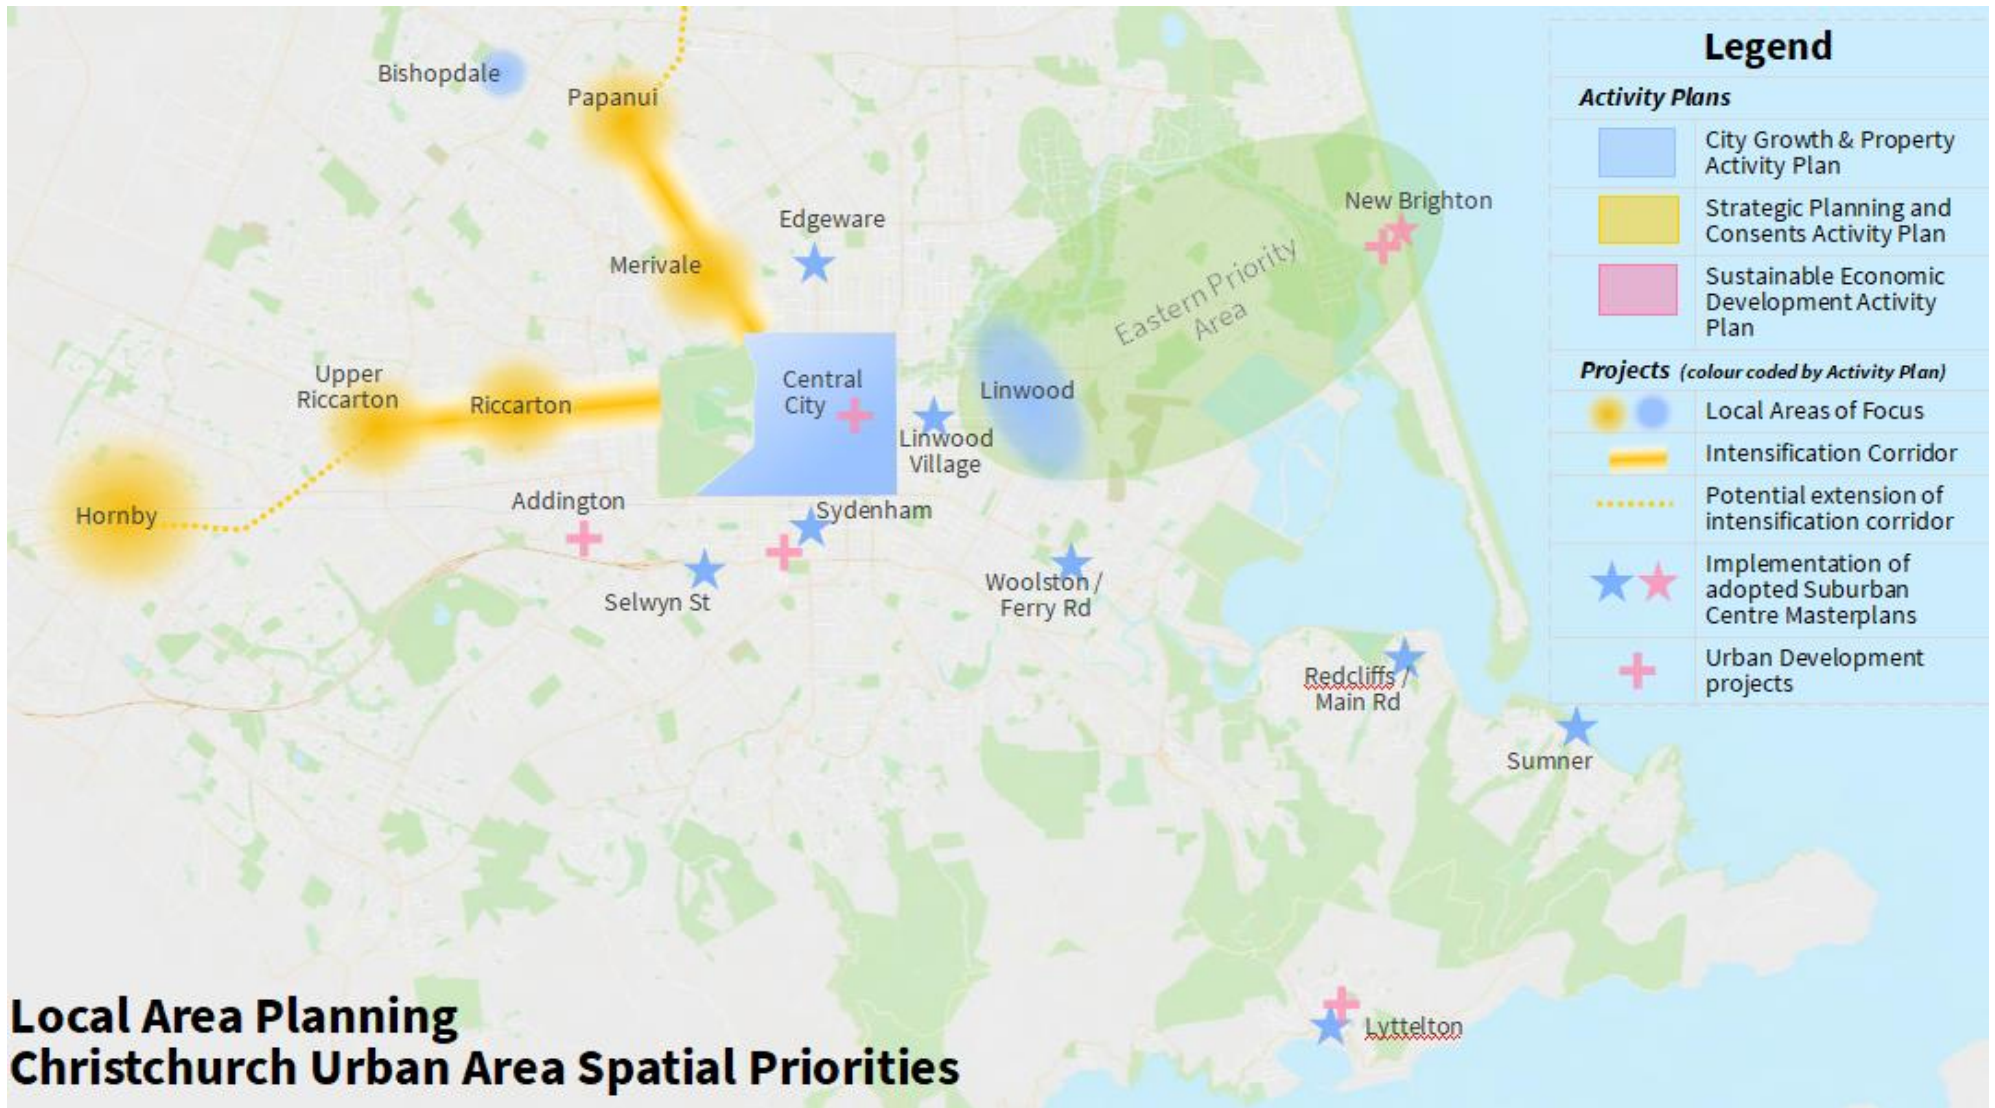 Bishopdale
Papanui
Edgeware
Merivale
New Brighton
Eastern Priority
Area
Upper
Riccarton
Riccarton
Central
City
Linwood
Linwood
Village
Hornby
Addington
Sydenham
Selwyn St
Woolston /
Ferry Rd
Redcliffs /
Main Rd
Sumner
Lyttelton
Local Area Planning
Christchurch Urban Area Spatial Priorities
Legend
Activity Plans
City Growth & Property
Activity Plan
Strategic Planning and
Consents Activity Plan
Sustainable Economic
Development Activity
Plan
Projects (colour coded by Activity Plan)
Local Areas of Focus
Intensification Corridor
Potential extension of
intensification corridor
Implementation of
adopted Suburban
Centre Masterplans
Urban Development
projects